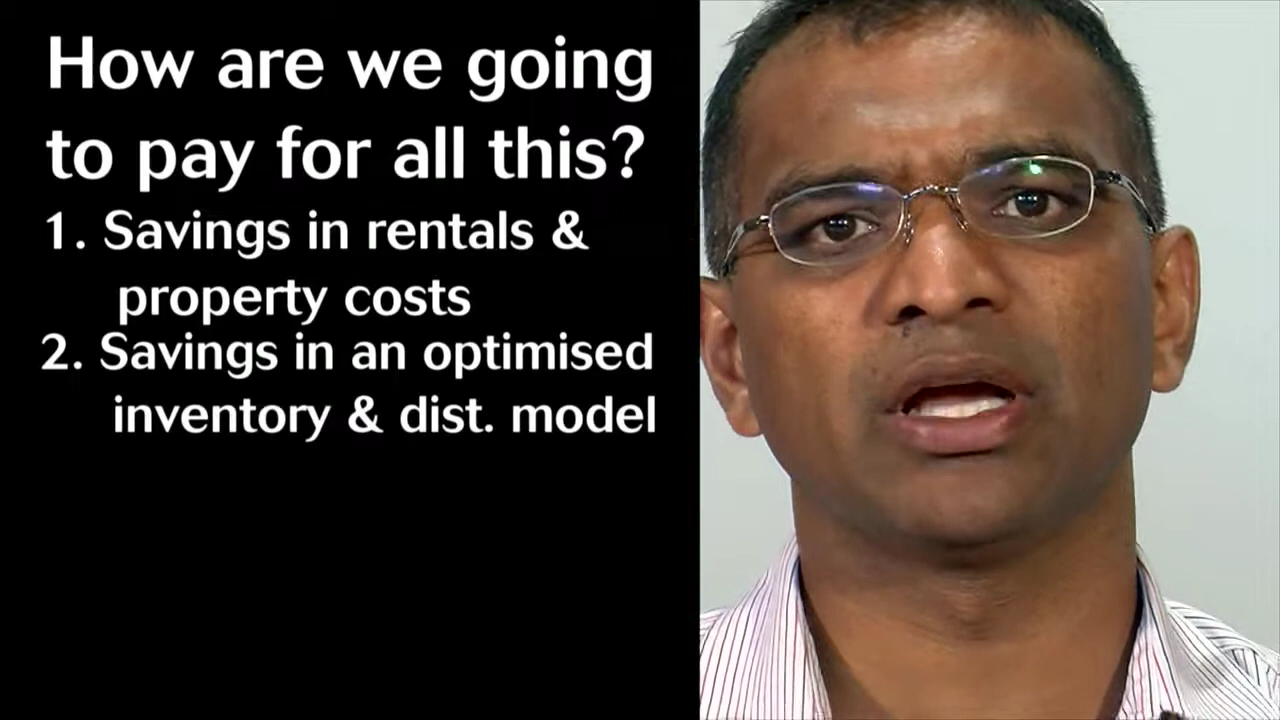 How are we going
to pay for all this?
1. Savings in rentals &
property costs
2. Savings in an optimised
inventory & dist. model